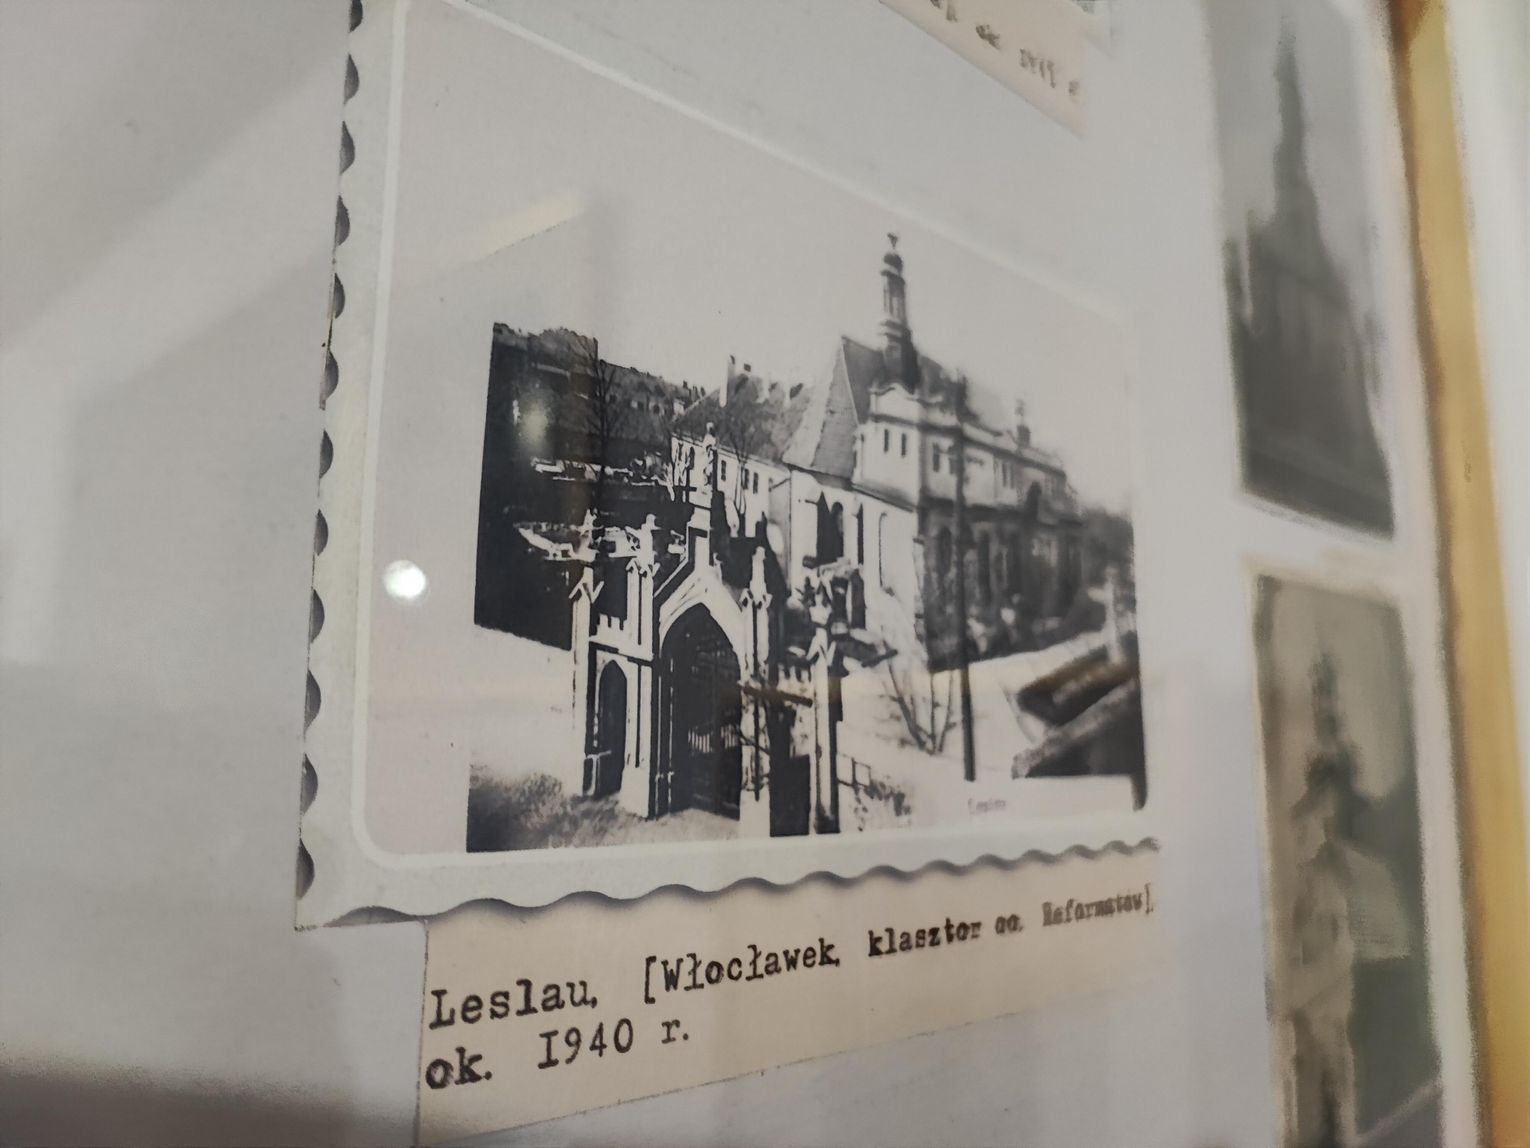 Leslau, [Włocławek, klasztor oo. Reformatów],
ok. 1940 r.